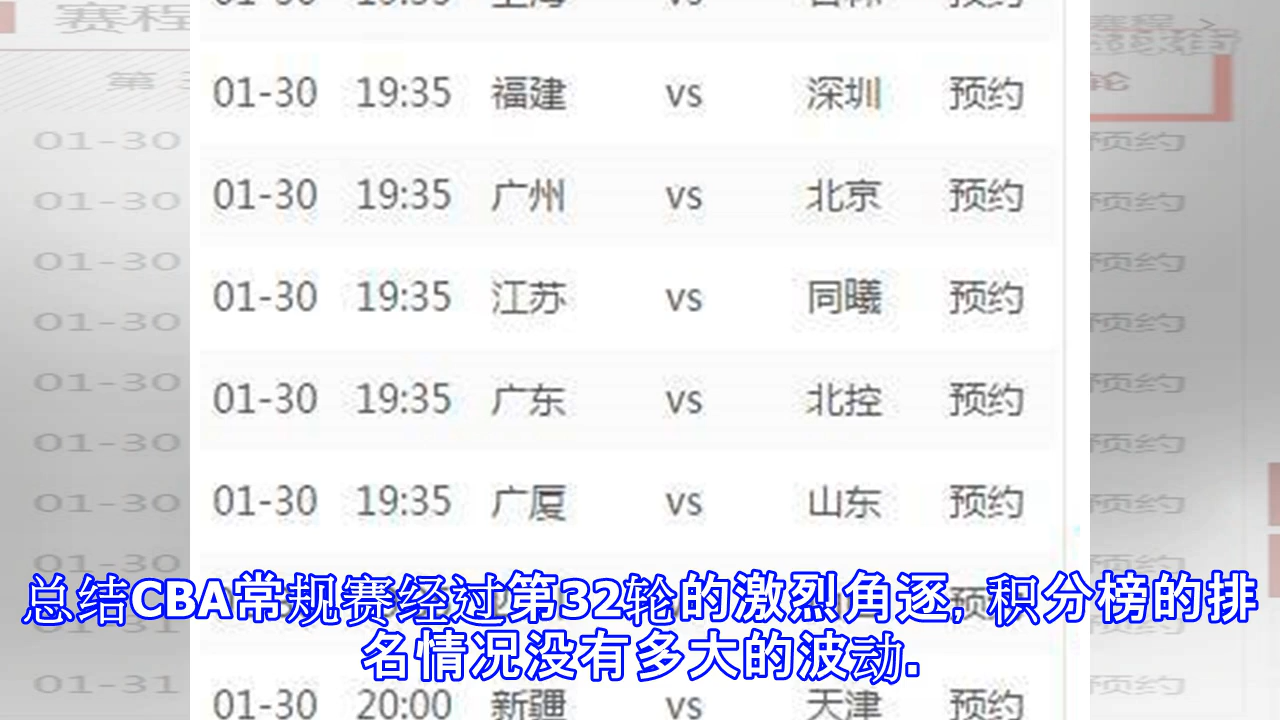 赛程
01-30 19:35 福建 vs 深圳 预约
01-30 19:35 广州 vs 北京 预约
01-30 19:35 江苏 vs 同曦 预约
01-30 19:35 广东 vs 北控 预约
01-30 19:35 广厦 vs 山东 预约
总结CBA常规赛经过第32轮的激烈角逐, 积分榜的排
名情况没有多大的波动.
01-30 20:00 新疆 vs 天津 预约